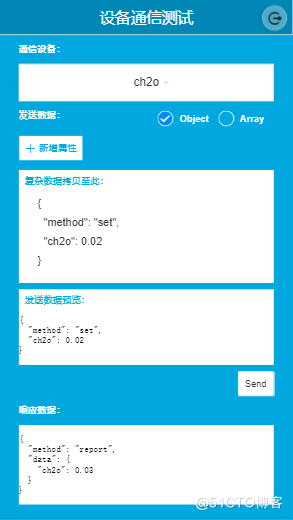 设备通信测试
通信设备：
ch2o
发送数据：
Object
Array
＋ 新增属性
复杂数据拷贝至此：
{
"method": "set",
"ch2o": 0.02
}
发送数据预览：
{
"method": "set",
"ch2o": 0.02
}
Send
响应数据：
{
"method": "report",
"data": {
"ch2o": 0.03
}
}
@51CTO博客